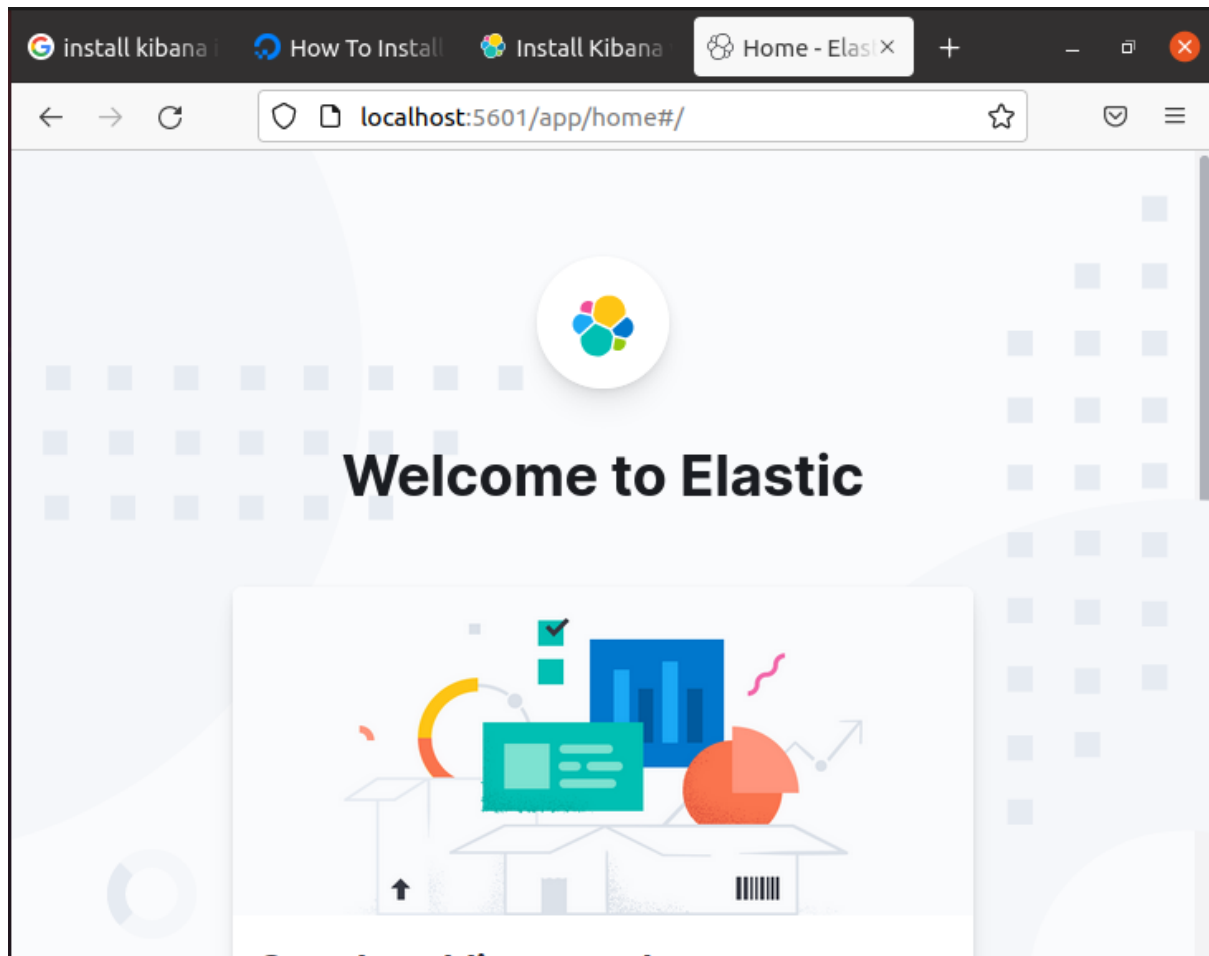 install kibana i
How To Install
Install Kibana
Home - Elast
localhost:5601/app/home#/
Welcome to Elastic